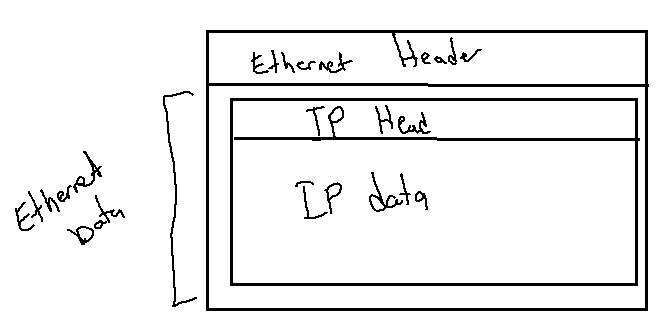 Ethernet Header
IP Head
IP data
Ethernet
Data